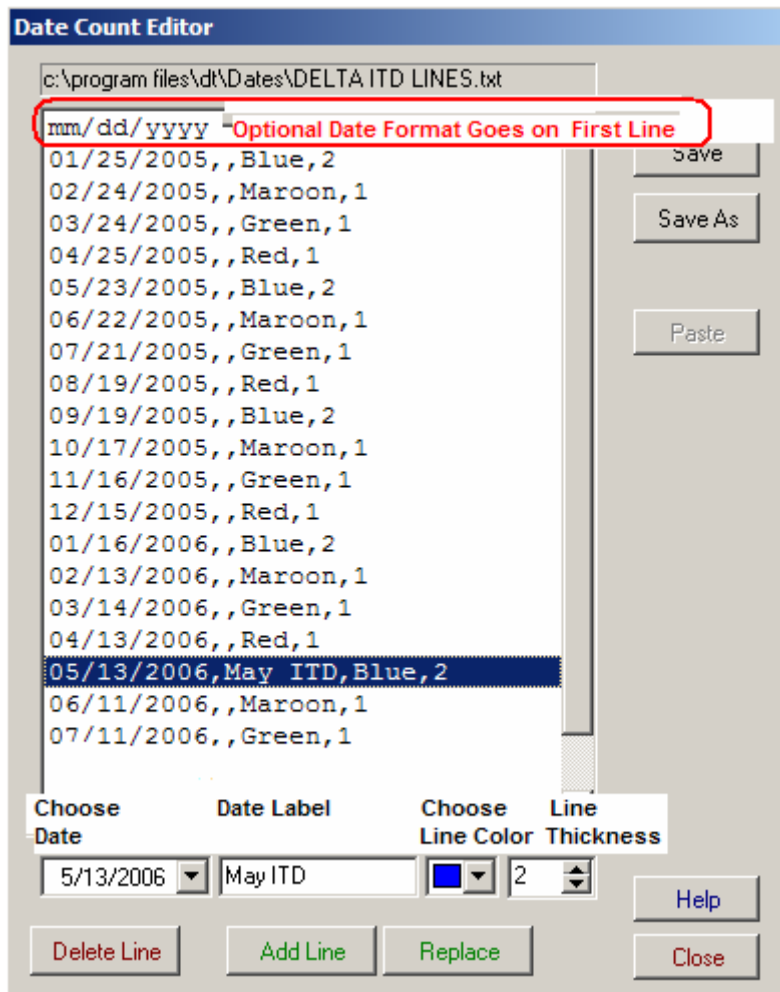 Date Count Editor
c:\program files\dt\Dates\DELTA ITD LINES.txt
mm/dd/yyyy Optional Date Format Goes on First Line
01/25/2005,,Blue,2
02/24/2005,,Maroon,1
03/24/2005,,Green,1
04/25/2005,,Red,1
05/23/2005,,Blue,2
06/22/2005,,Maroon,1
07/21/2005,,Green,1
08/19/2005,,Red,1
09/19/2005,,Blue,2
10/17/2005,,Maroon,1
11/16/2005,,Green,1
12/15/2005,,Red,1
01/16/2006,,Blue,2
02/13/2006,,Maroon,1
03/14/2006,,Green,1
04/13/2006,,Red,1
05/13/2006,May ITD,Blue,2
06/11/2006,,Maroon,1
07/11/2006,,Green,1
Save
Save As
Paste
Choose Date
Date Label
Choose Line Color
Line Thickness
5/13/2006
May ITD
2
Help
Delete Line
Add Line
Replace
Close